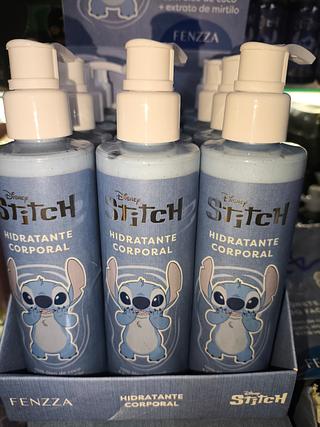 + extrato de mirtilo
FENZZA
Disney
STITCH
HIDRATANTE
CORPORAL
Disney
STITCH
HIDRATANTE
CORPORAL
Disney
STITCH
HIDRATANTE
CORPORAL
FENZZA
HIDRATANTE
CORPORAL
Disney
STITCH